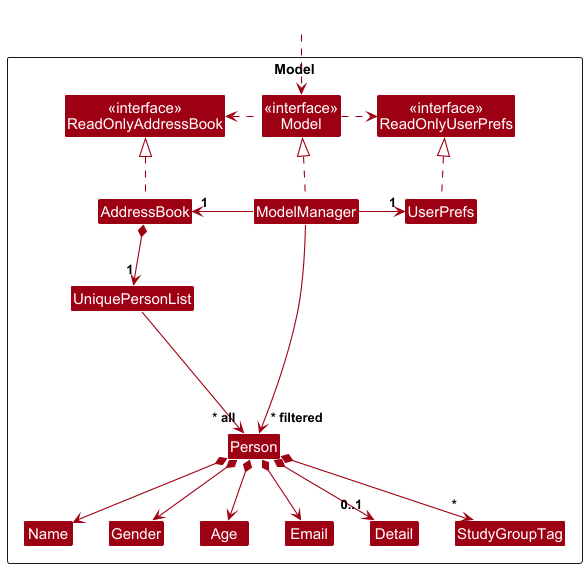 Model
«interface»
ReadOnlyAddressBook
«interface»
Model
«interface»
ReadOnlyUserPrefs
AddressBook
1
ModelManager
1
UserPrefs
1
UniquePersonList
* all
* filtered
Person
0..1
*
Name
Gender
Age
Email
Detail
StudyGroupTag